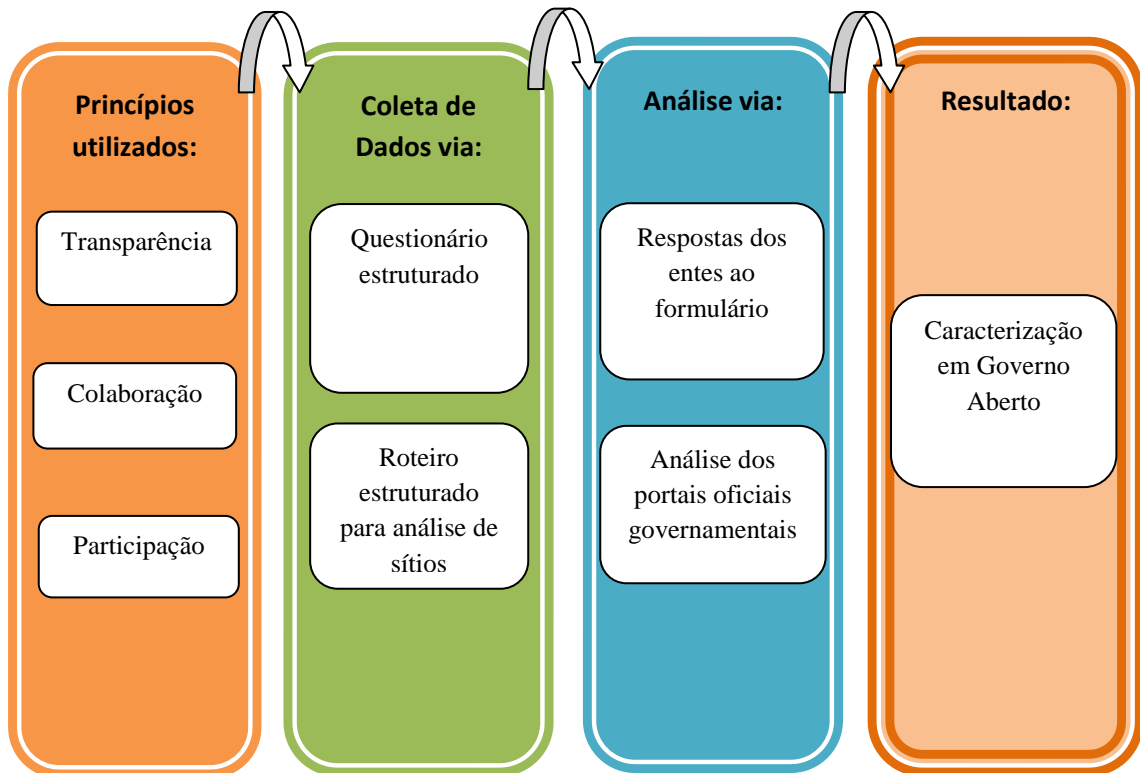 Princípios
utilizados:
Transparência
Colaboração
Participação
Coleta de
Dados via:
Questionário
estruturado
Roteiro
estruturado
para análise de
sítios
Análise via:
Respostas dos
entes ao
formulário
Análise dos
portais oficiais
governamentais
Resultado:
Caracterização
em Governo
Aberto